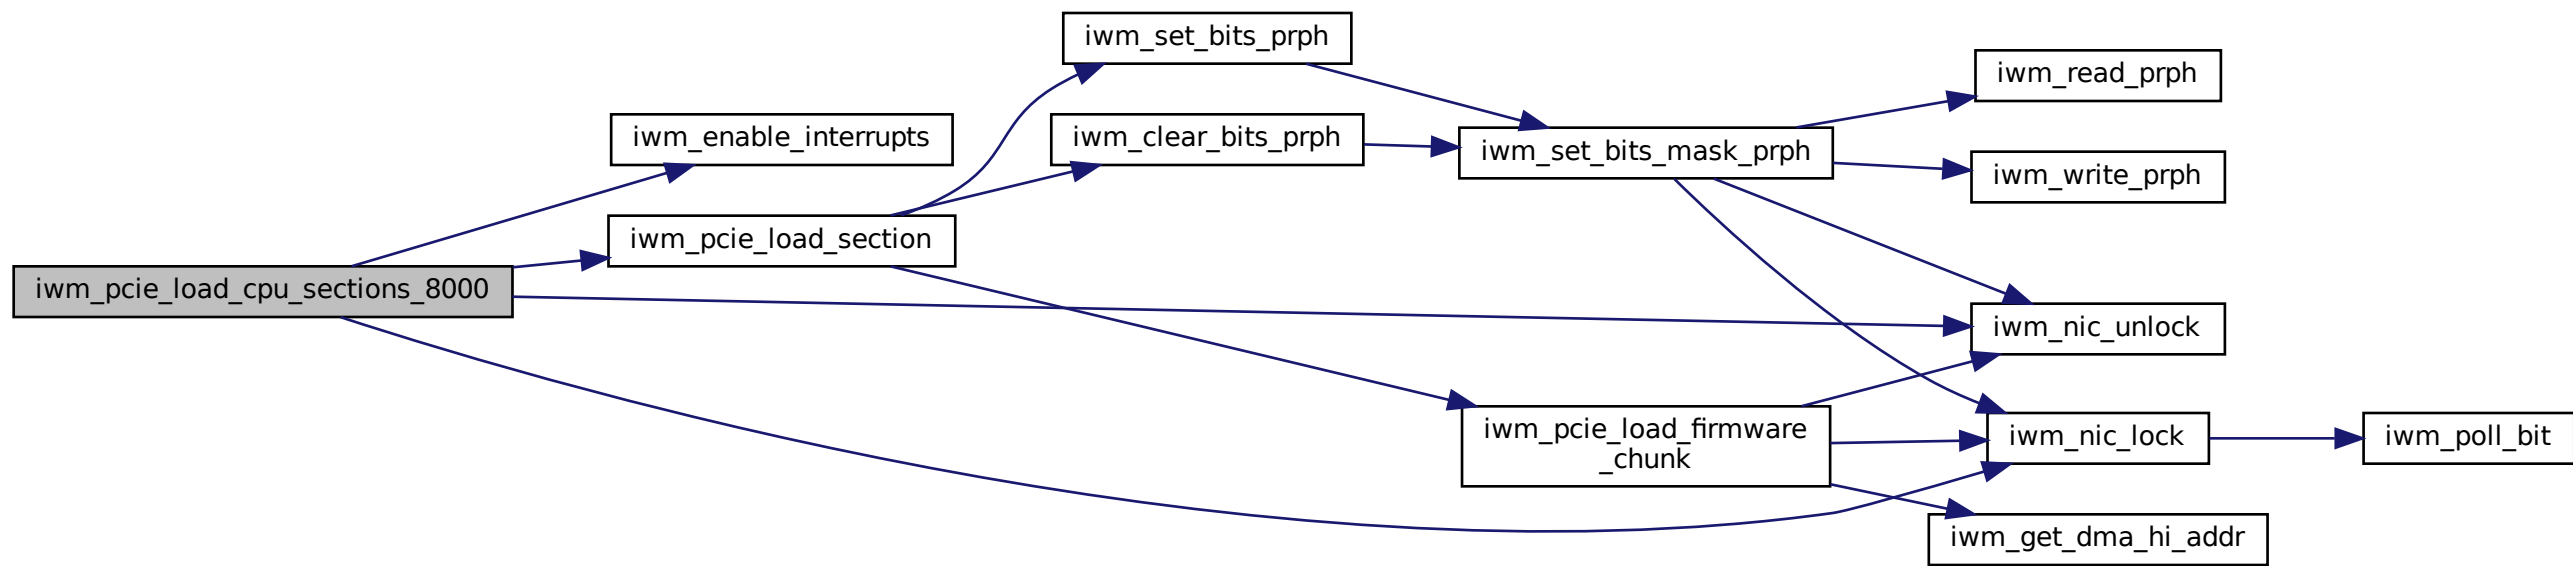 iwm_set_bits_prph
iwm_read_prph
iwm_enable_interrupts
iwm_clear_bits_prph
iwm_set_bits_mask_prph
iwm_write_prph
iwm_pcie_load_section
iwm_pcie_load_cpu_sections_8000
iwm_nic_unlock
iwm_pcie_load_firmware
_chunk
iwm_nic_lock
iwm_poll_bit
iwm_get_dma_hi_addr